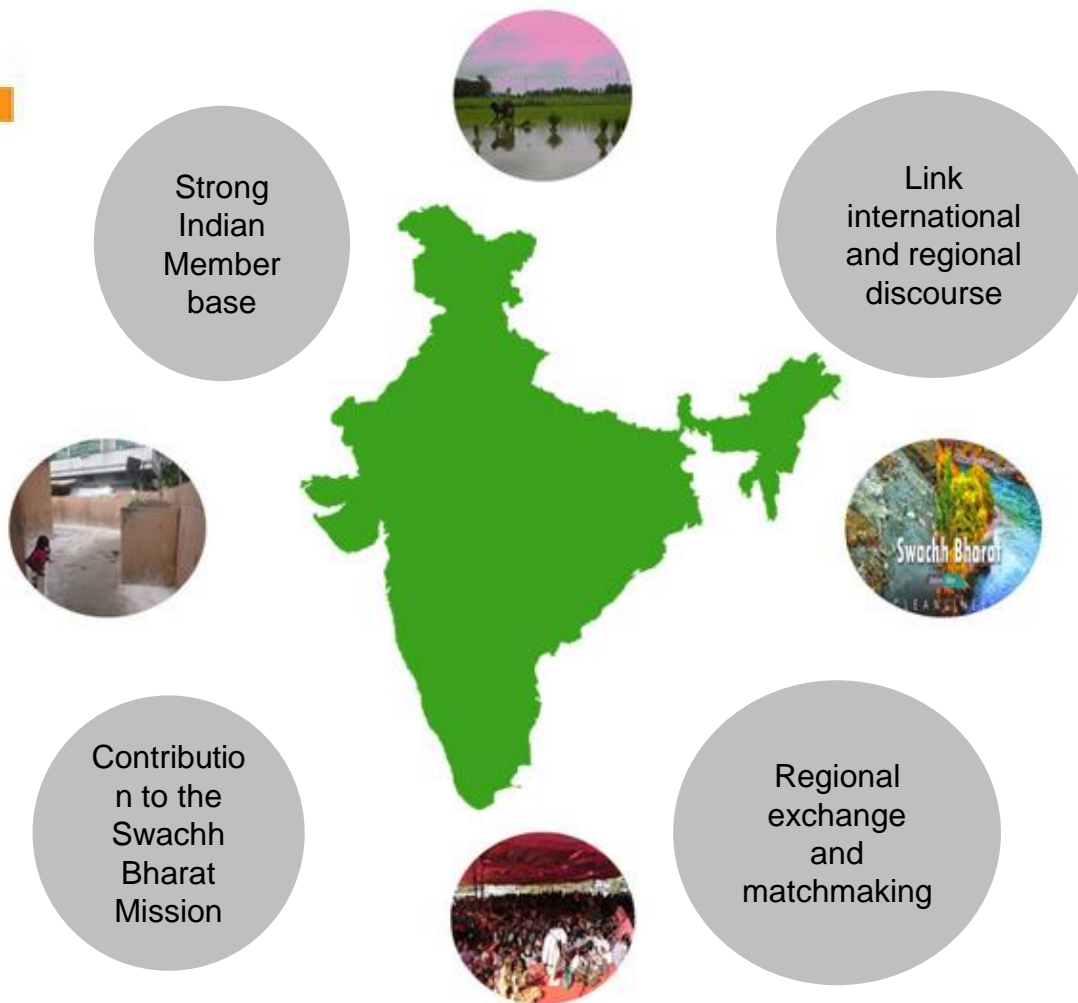 Strong
Indian
Member
base
Link
international
and regional
discourse
Swachh Bharat
Contributio
n to the
Swachh
Bharat
Mission
Regional
exchange
and
matchmaking